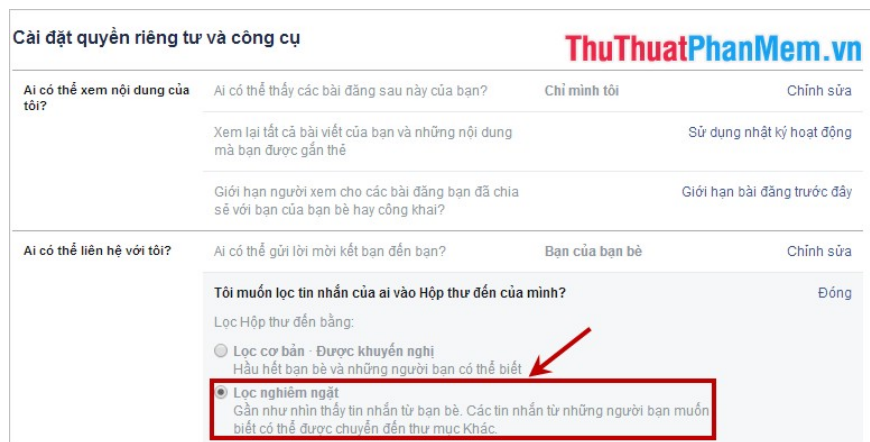 Cài đặt quyền riêng tư và công cụ
ThuThuatPhanMem.vn
Ai có thể xem nội dung của tôi?
Ai có thể thấy các bài đăng sau này của bạn?
Chỉ mình tôi
Chỉnh sửa
Xem lại tất cả bài viết của bạn và những nội dung
mà bạn được gắn thẻ
Sử dụng nhật ký hoạt động
Giới hạn người xem cho các bài đăng bạn đã chia
sẻ với bạn của bạn bè hay công khai?
Giới hạn bài đăng trước đây
Ai có thể liên hệ với tôi?
Ai có thể gửi lời mời kết bạn đến bạn?
Bạn của bạn bè
Chỉnh sửa
Tôi muốn lọc tin nhắn của ai vào Hộp thư đến của mình?
Đóng
Lọc Hộp thư đến bằng:
Lọc cơ bản · Được khuyến nghị
Hầu hết bạn bè và những người bạn có thể biết
Lọc nghiêm ngặt
Gần như nhìn thấy tin nhắn từ bạn bè. Các tin nhắn từ những người bạn muốn
biết có thể được chuyển đến thư mục Khác.